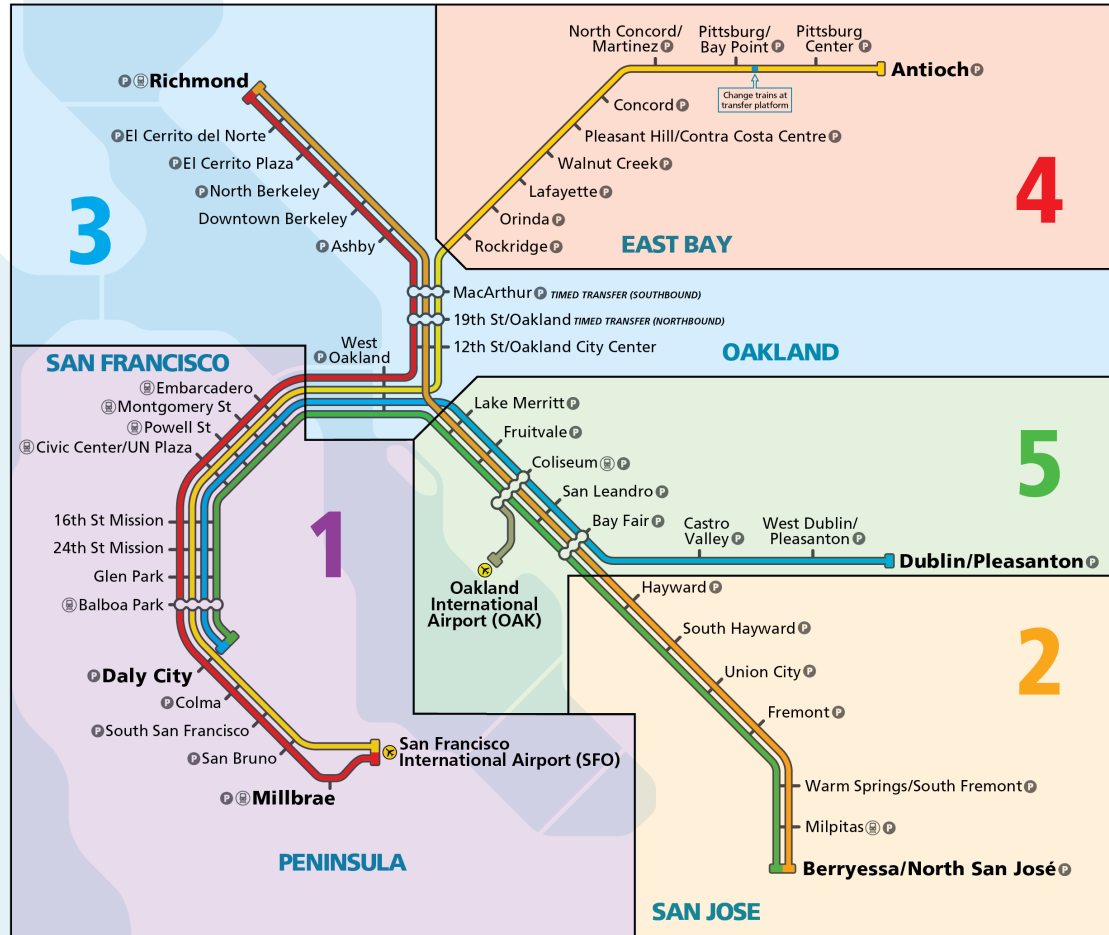 North Concord/
Martinez P
Pittsburg/
Bay Point P
Pittsburg
Center P
Antioch P
Change trains at
transfer platform
P Richmond
Concord P
P El Cerrito del Norte
Pleasant Hill/Contra Costa Centre P
P El Cerrito Plaza
Walnut Creek P
P North Berkeley
Lafayette P
4
Downtown Berkeley
Orinda P
3
P Ashby
Rockridge P
EAST BAY
MacArthur P TIMED TRANSFER (SOUTHBOUND)
19th St/Oakland TIMED TRANSFER (NORTHBOUND)
12th St/Oakland City Center
OAKLAND
West
P Oakland
SAN FRANCISCO
Embarcadero
Montgomery St
Powell St
Civic Center/UN Plaza
Lake Merritt P
Fruitvale P
Coliseum P
San Leandro P
5
16th St Mission
Bay Fair P
Castro
Valley P
West Dublin/
Pleasanton P
24th St Mission
1
Dublin/Pleasanton P
Glen Park
Balboa Park
Oakland
International
Airport (OAK)
Hayward P
South Hayward P
2
P Daly City
Union City P
P Colma
Fremont P
P South San Francisco
San Francisco
International Airport (SFO)
P San Bruno
P Millbrae
Warm Springs/South Fremont P
Milpitas P
PENINSULA
Berryessa/North San José P
SAN JOSE